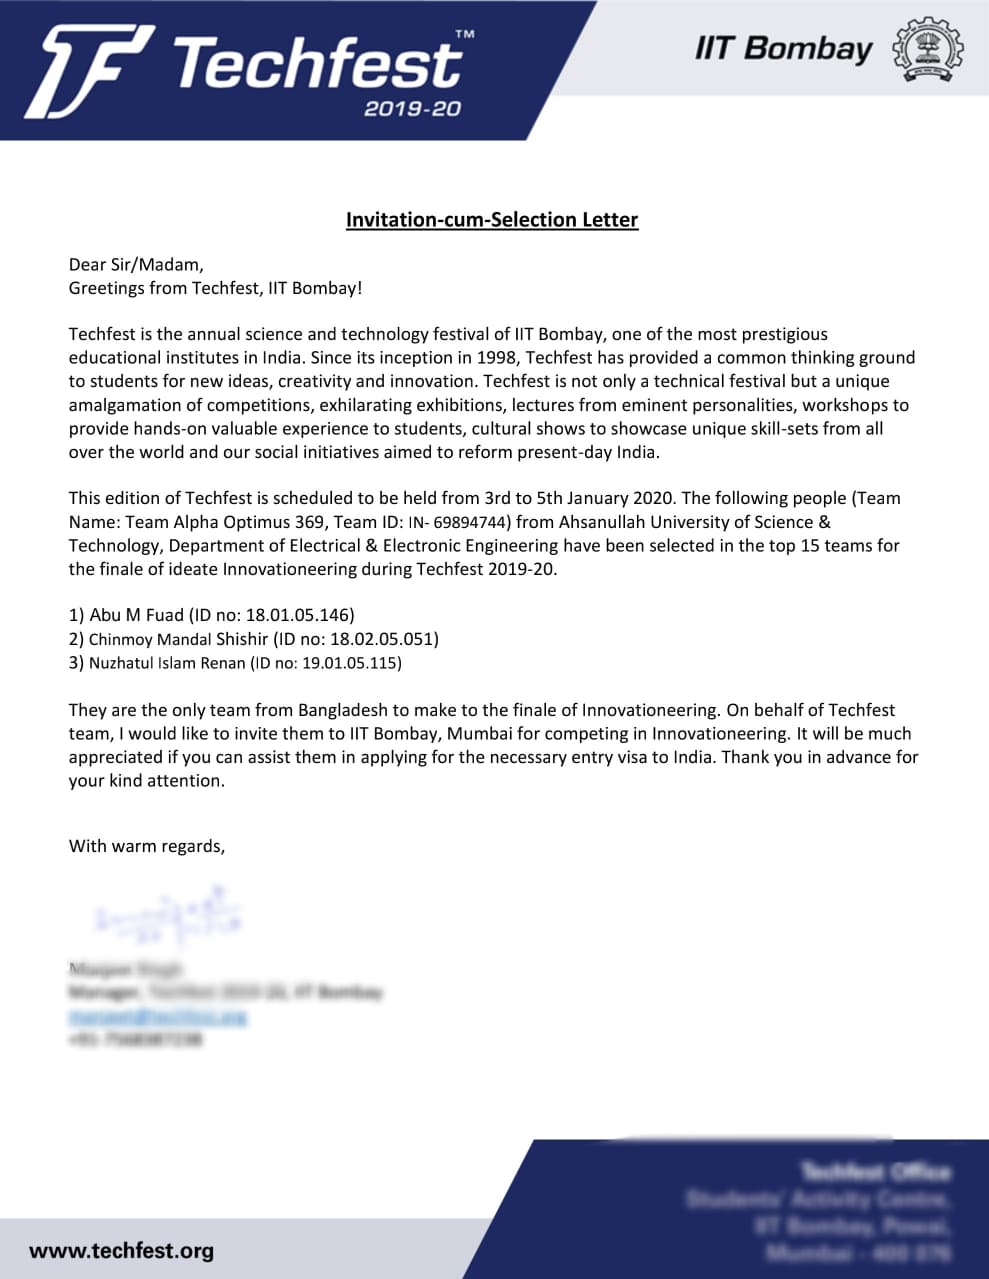 TF Techfest™
2019-20
IIT Bombay
Invitation-cum-Selection Letter
Dear Sir/Madam,
Greetings from Techfest, IIT Bombay!
Techfest is the annual science and technology festival of IIT Bombay, one of the most prestigious
educational institutes in India. Since its inception in 1998, Techfest has provided a common thinking ground
to students for new ideas, creativity and innovation. Techfest is not only a technical festival but a unique
amalgamation of competitions, exhilarating exhibitions, lectures from eminent personalities, workshops to
provide hands-on valuable experience to students, cultural shows to showcase unique skill-sets from all
over the world and our social initiatives aimed to reform present-day India.
This edition of Techfest is scheduled to be held from 3rd to 5th January 2020. The following people (Team
Name: Team Alpha Optimus 369, Team ID: IN- 69894744) from Ahsanullah University of Science &
Technology, Department of Electrical & Electronic Engineering have been selected in the top 15 teams for
the finale of ideate Innovationeering during Techfest 2019-20.
1) Abu M Fuad (ID no: 18.01.05.146)
2) Chinmoy Mandal Shishir (ID no: 18.02.05.051)
3) Nuzhatul Islam Renan (ID no: 19.01.05.115)
They are the only team from Bangladesh to make to the finale of Innovationeering. On behalf of Techfest
team, I would like to invite them to IIT Bombay, Mumbai for competing in Innovationeering. It will be much
appreciated if you can assist them in applying for the necessary entry visa to India. Thank you in advance for
your kind attention.
With warm regards,
Manager, IIT Bombay
Techfest Office
Students' Activity Centre,
IIT Bombay, Powai,
Mumbai - 400 076
www.techfest.org